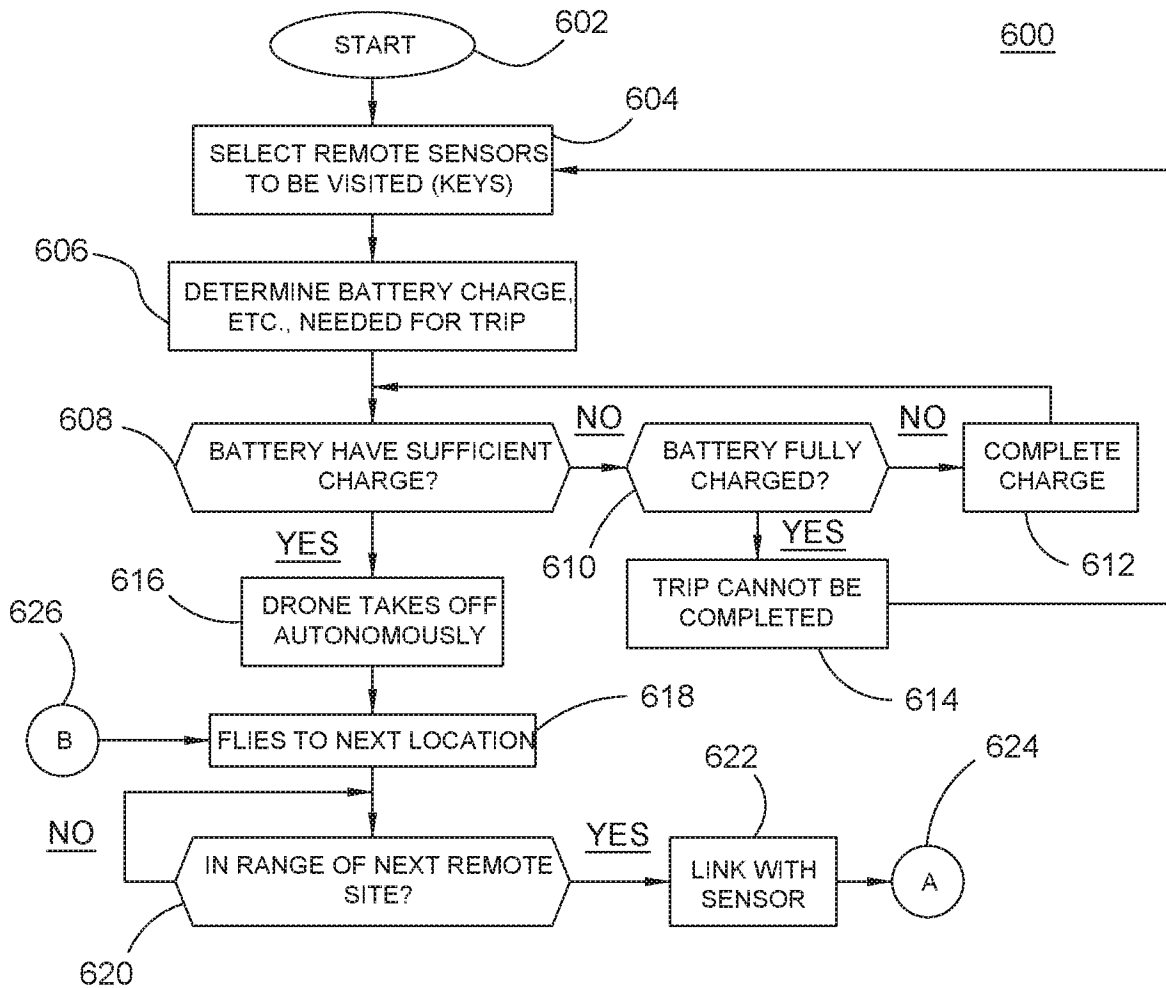 START
602
600
604
SELECT REMOTE SENSORS
TO BE VISITED (KEYS)
606
DETERMINE BATTERY CHARGE,
ETC., NEEDED FOR TRIP
608
BATTERY HAVE SUFFICIENT
CHARGE?
NO
BATTERY FULLY
CHARGED?
NO
COMPLETE
CHARGE
610
612
YES
YES
616
DRONE TAKES OFF
AUTONOMOUSLY
TRIP CANNOT BE
COMPLETED
614
626
B
FLIES TO NEXT LOCATION
618
NO
IN RANGE OF NEXT REMOTE
SITE?
620
YES
622
LINK WITH
SENSOR
624
A